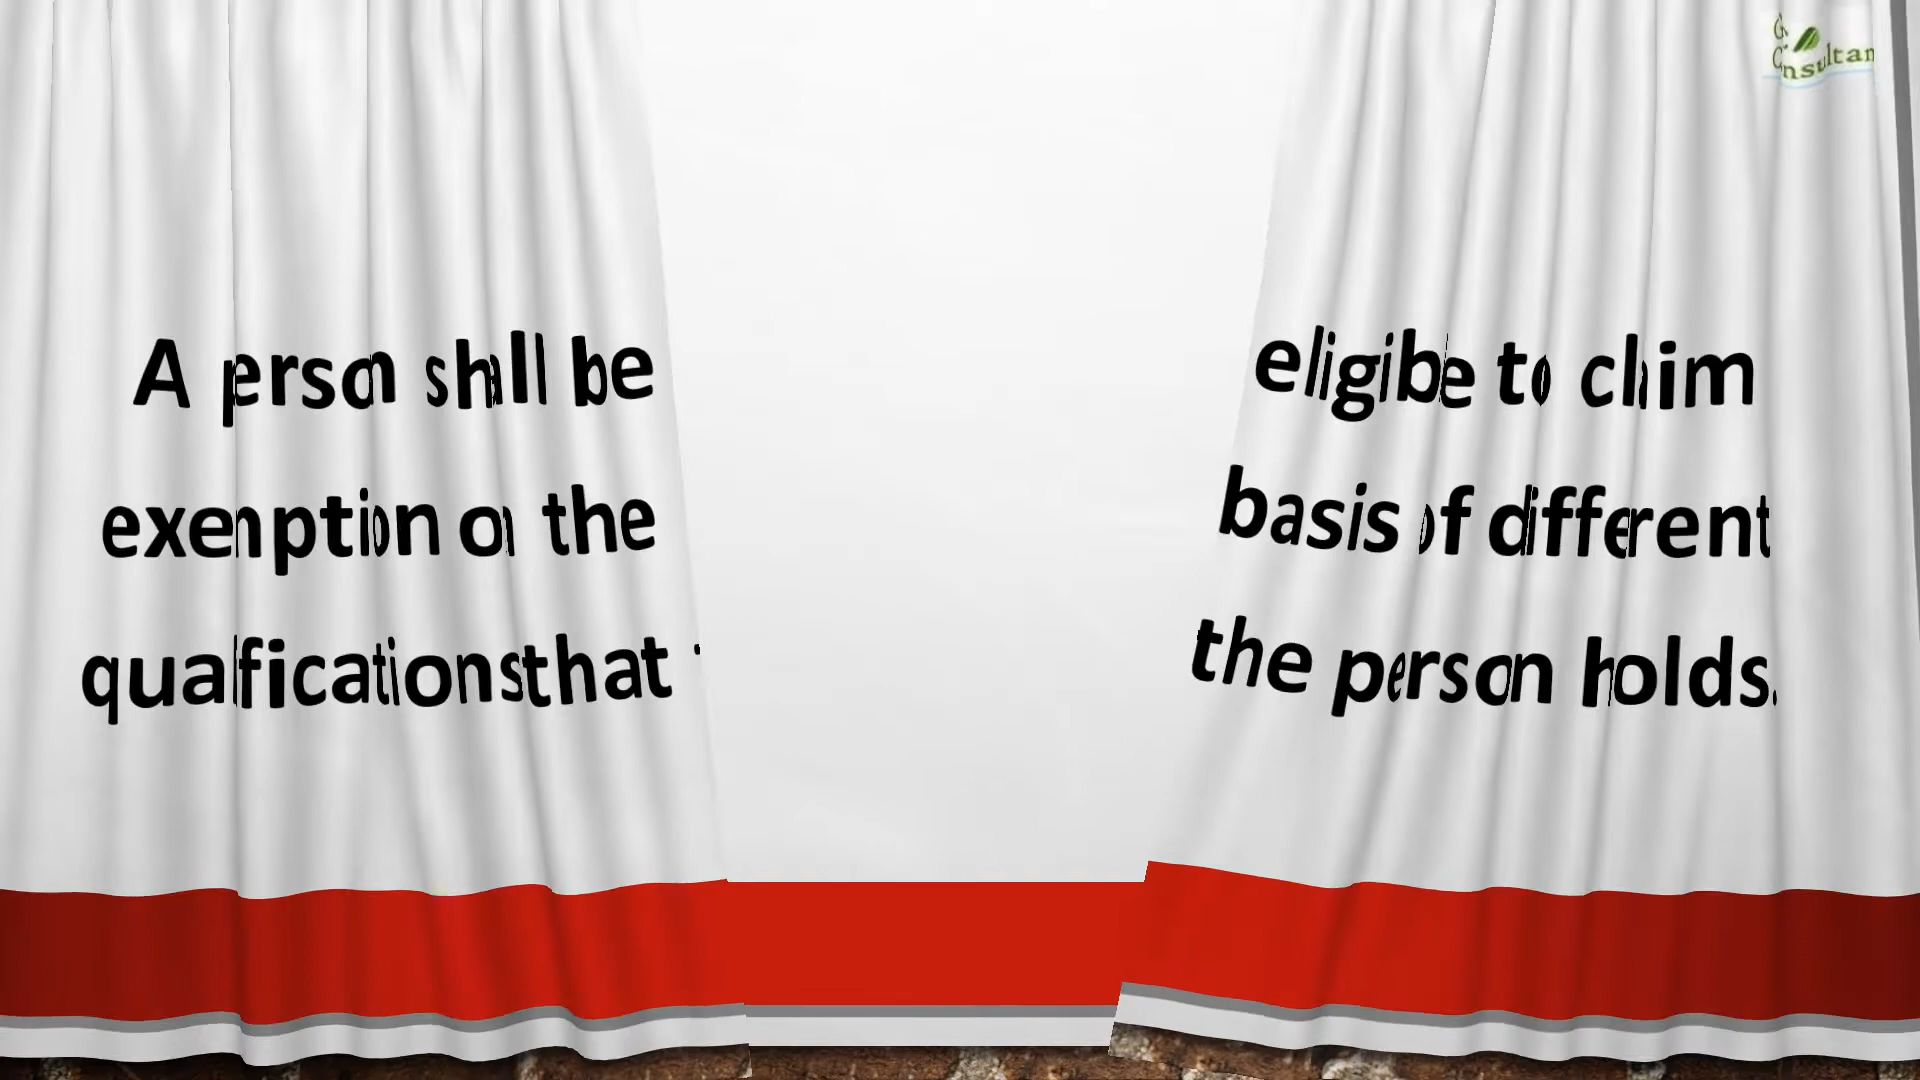 A person shall be eligible to claim
exemption on the basis of different
qualifications that the person holds.